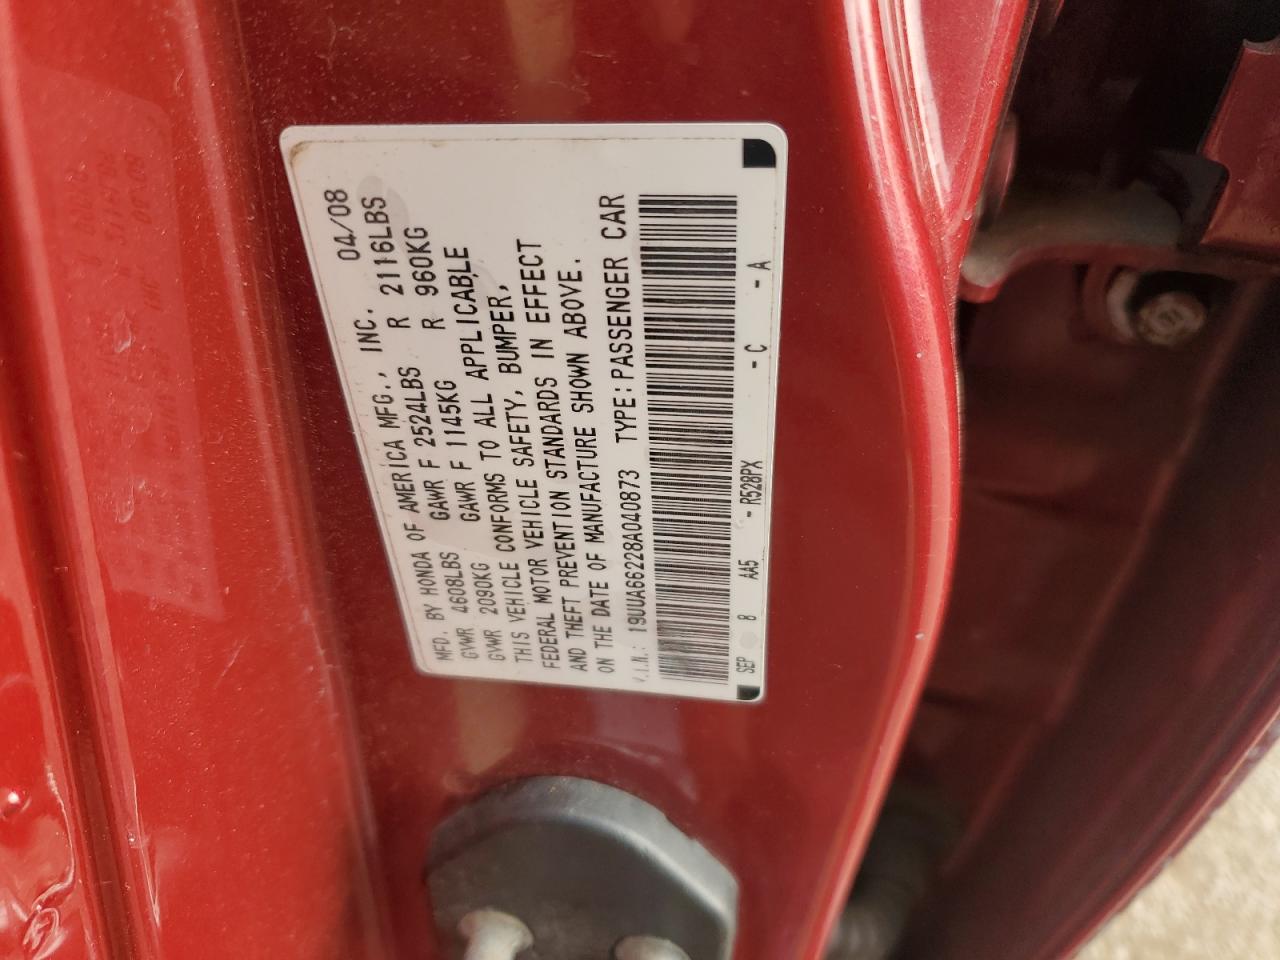 MFD. BY HONDA OF AMERICA MFG., INC. 04/08
GVWR 4608LBS GAWR F 2524LBS R 2116LBS
GVWR 2090KG GAWR F 1145KG R 960KG
THIS VEHICLE CONFORMS TO ALL APPLICABLE
FEDERAL MOTOR VEHICLE SAFETY, BUMPER,
AND THEFT PREVENTION STANDARDS IN EFFECT
ON THE DATE OF MANUFACTURE SHOWN ABOVE.
V.I.N.: 19UUA66228A040873 TYPE: PASSENGER CAR
SEP 8 AA5 - R528PX - C - A